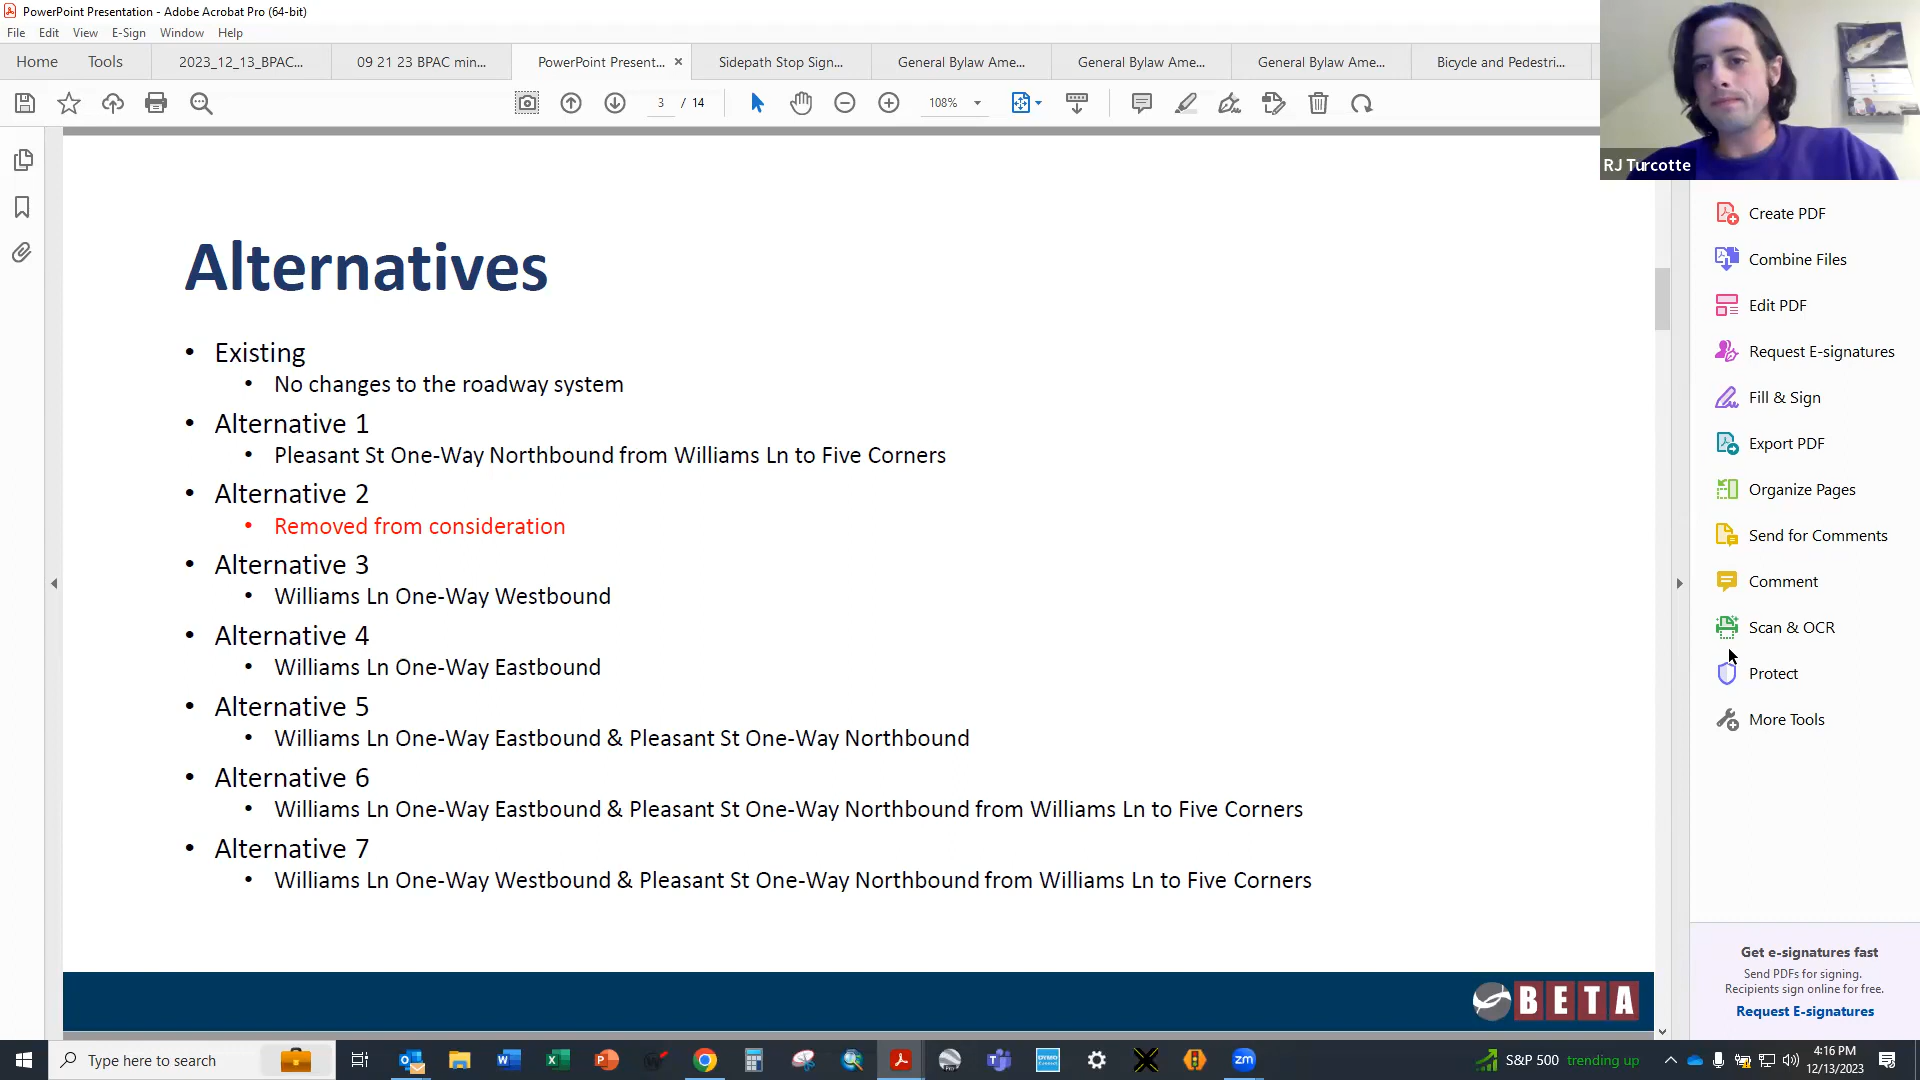 PowerPoint Presentation - Adobe Acrobat Pro (64-bit)
File Edit View E-Sign Window Help
Home Tools 2023_12_13_BPAC... 09 21 23 BPAC min... PowerPoint Present... × Sidepath Stop Sign... General Bylaw Ame... General Bylaw Ame... General Bylaw Ame... Bicycle and Pedestri...
3 / 14 108%
RJ Turcotte
Alternatives
• Existing
• No changes to the roadway system
• Alternative 1
• Pleasant St One-Way Northbound from Williams Ln to Five Corners
• Alternative 2
• Removed from consideration
• Alternative 3
• Williams Ln One-Way Westbound
• Alternative 4
• Williams Ln One-Way Eastbound
• Alternative 5
• Williams Ln One-Way Eastbound & Pleasant St One-Way Northbound
• Alternative 6
• Williams Ln One-Way Eastbound & Pleasant St One-Way Northbound from Williams Ln to Five Corners
• Alternative 7
• Williams Ln One-Way Westbound & Pleasant St One-Way Northbound from Williams Ln to Five Corners
BETA
Create PDF
Combine Files
Edit PDF
Request E-signatures
Fill & Sign
Export PDF
Organize Pages
Send for Comments
Comment
Scan & OCR
Protect
More Tools
Get e-signatures fast
Send PDFs for signing.
Recipients sign online for free.
Request E-signatures
Type here to search
zm
S&P 500 trending up
4:16 PM
12/13/2023